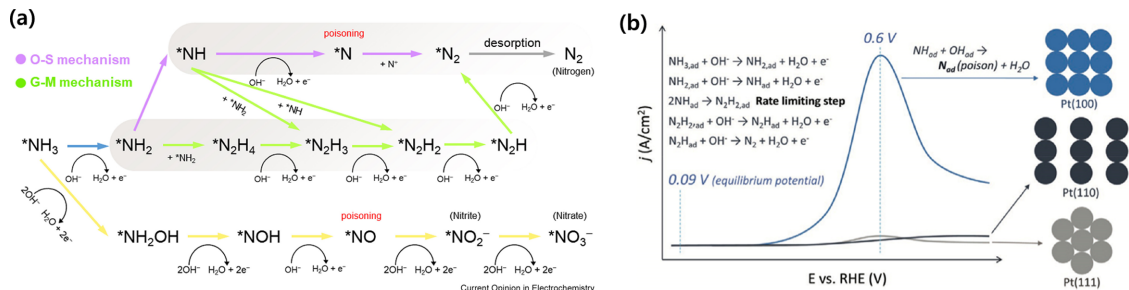 (a)
O-S mechanism
G-M mechanism
poisoning
*NH
*N
*N₂
desorption
N₂
(Nitrogen)
+ N*
OH⁻ H₂O + e⁻
+ *NH₂
+ *NH
OH⁻
H₂O + e⁻
*NH₃
*NH₂
*N₂H₄
*N₂H₃
*N₂H₂
*N₂H
+ *NH₂
OH⁻ H₂O + e⁻
OH⁻ H₂O + e⁻
OH⁻ H₂O + e⁻
OH⁻ H₂O + e⁻
2OH⁻
H₂O + 2e⁻
poisoning
(Nitrite)
(Nitrate)
*NH₂OH
*NOH
*NO
*NO₂⁻
*NO₃⁻
2OH⁻ H₂O + 2e⁻
OH⁻ H₂O + e⁻
2OH⁻ H₂O + 2e⁻
2OH⁻ H₂O + 2e⁻
Current Opinion in Electrochemistry
(b)
0.6 V
NH₃,ad + OH⁻ → NH₂,ad + H₂O + e⁻
NH₂,ad + OH⁻ → NHad + H₂O + e⁻
2NHad → N₂H₂,ad Rate limiting step
N₂H₂,ad + OH⁻ → N₂Had + H₂O + e⁻
N₂Had + OH⁻ → N₂ + H₂O + e⁻
NHad + OHad →
Nad (poison) + H₂O
Pt(100)
Pt(110)
Pt(111)
0.09 V (equilibrium potential)
j (A/cm²)
E vs. RHE (V)